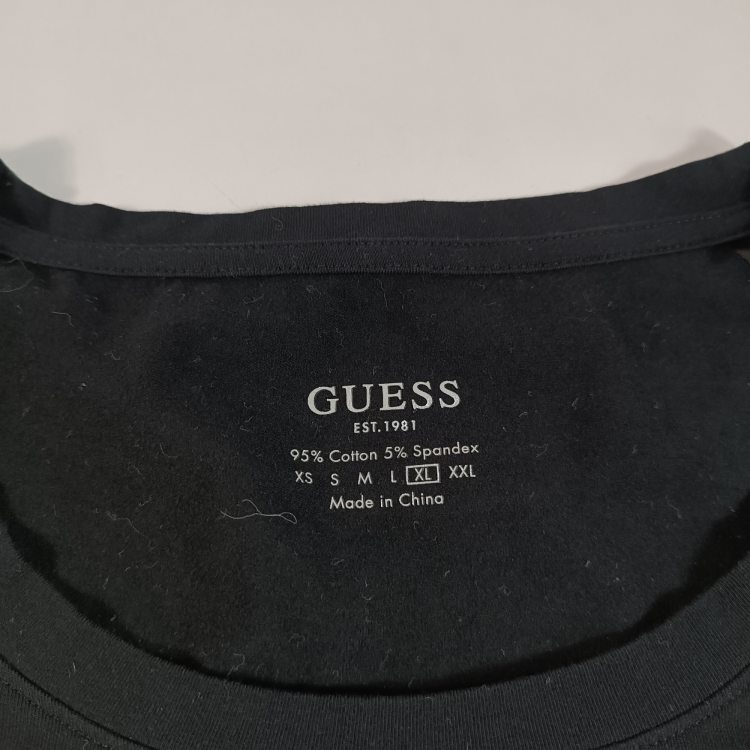 GUESS
EST.1981
95% Cotton 5% Spandex
XS S M L XL XXL
Made in China